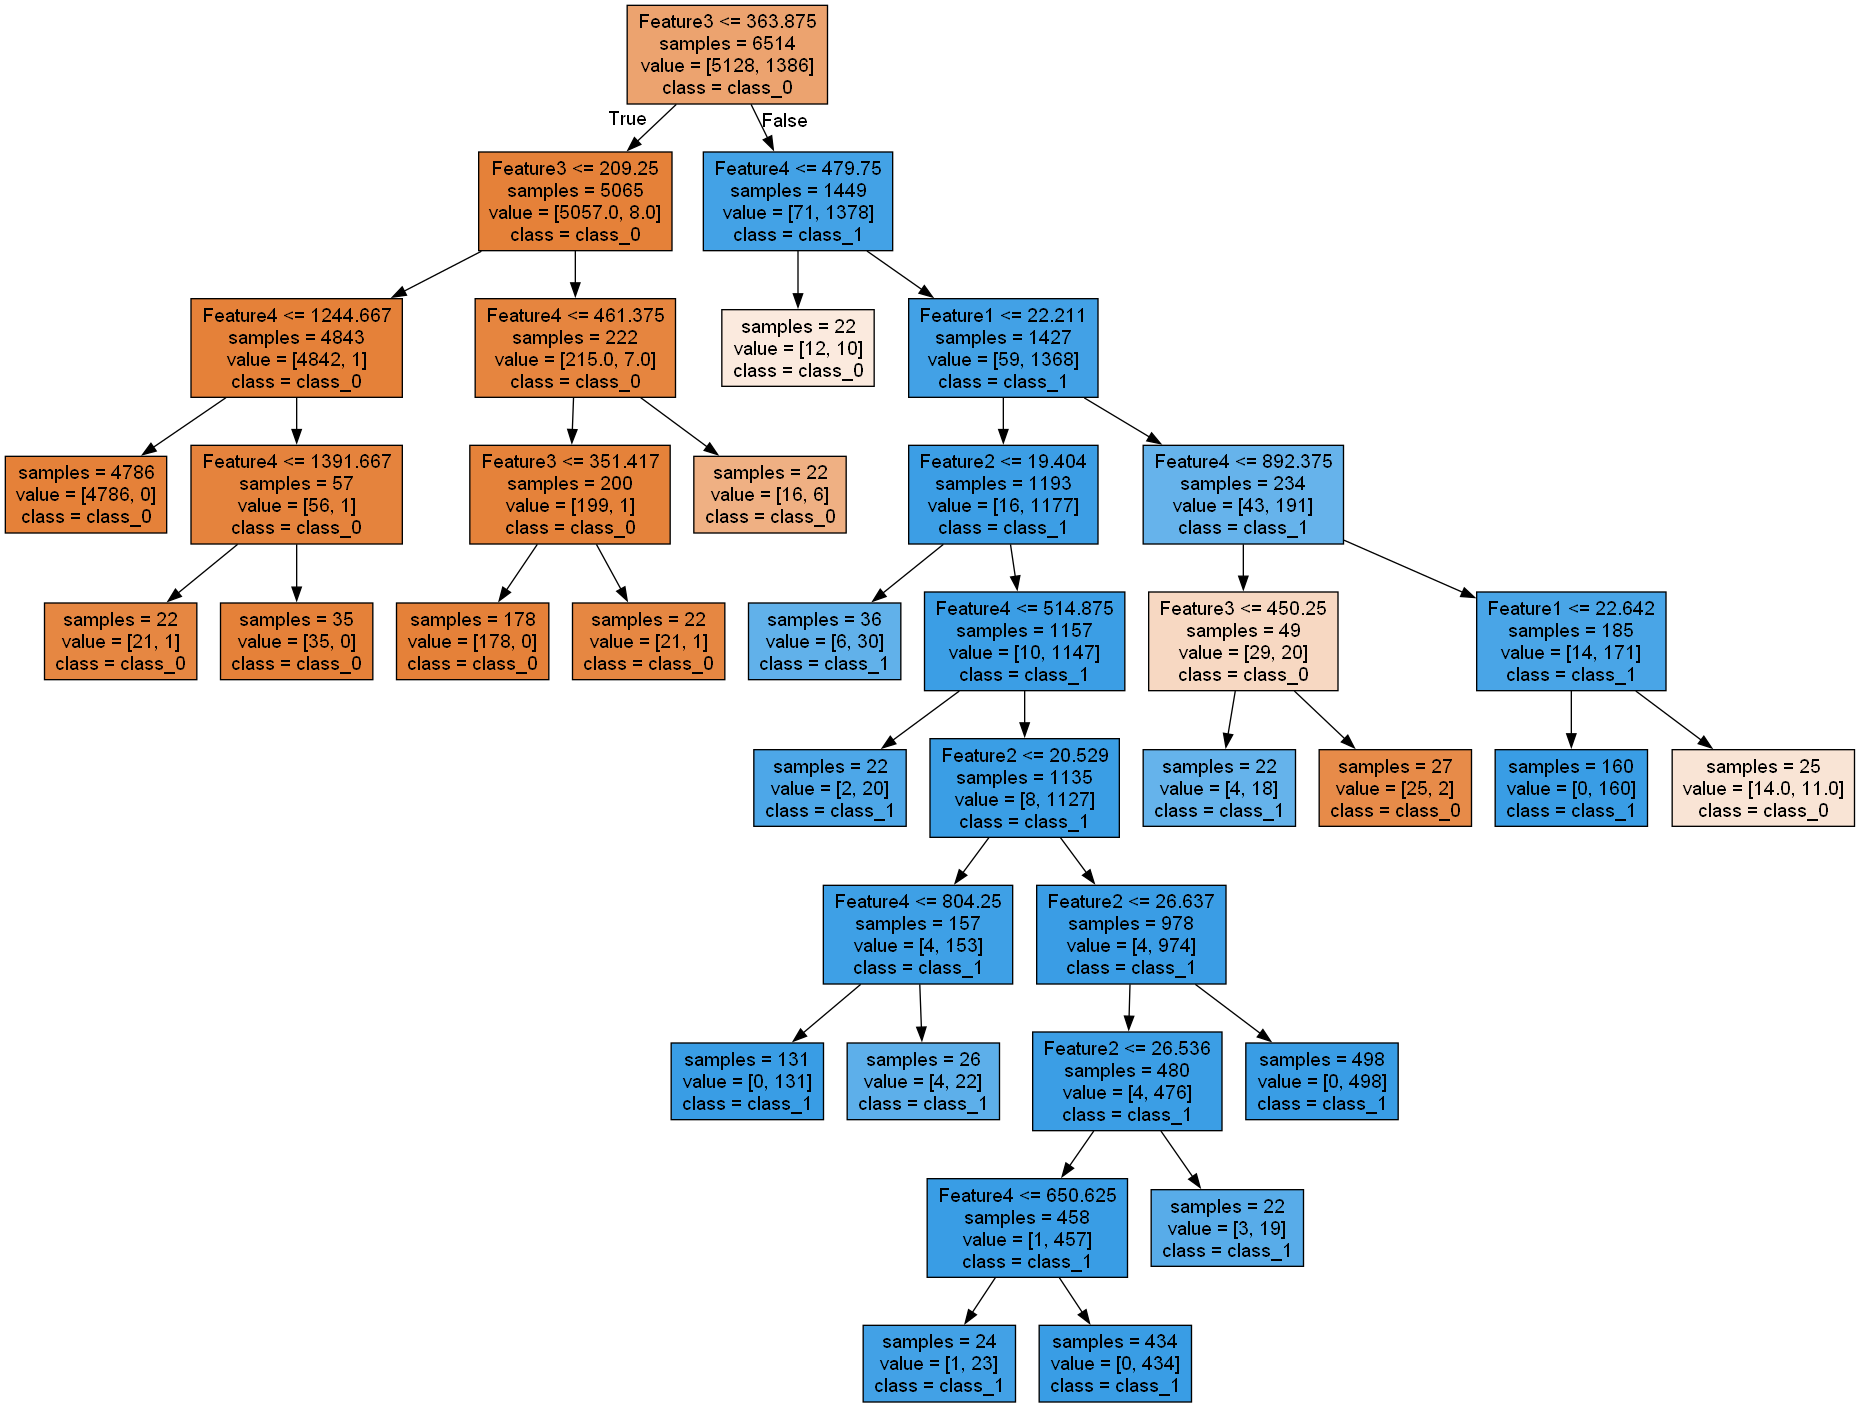 Feature3 <= 363.875
samples = 6514
value = [5128, 1386]
class = class_0
True
False
Feature3 <= 209.25
samples = 5065
value = [5057.0, 8.0]
class = class_0
Feature4 <= 479.75
samples = 1449
value = [71, 1378]
class = class_1
Feature4 <= 1244.667
samples = 4843
value = [4842, 1]
class = class_0
Feature4 <= 461.375
samples = 222
value = [215.0, 7.0]
class = class_0
samples = 22
value = [12, 10]
class = class_0
Feature1 <= 22.211
samples = 1427
value = [59, 1368]
class = class_1
samples = 4786
value = [4786, 0]
class = class_0
Feature4 <= 1391.667
samples = 57
value = [56, 1]
class = class_0
Feature3 <= 351.417
samples = 200
value = [199, 1]
class = class_0
samples = 22
value = [16, 6]
class = class_0
Feature2 <= 19.404
samples = 1193
value = [16, 1177]
class = class_1
Feature4 <= 892.375
samples = 234
value = [43, 191]
class = class_1
samples = 22
value = [21, 1]
class = class_0
samples = 35
value = [35, 0]
class = class_0
samples = 178
value = [178, 0]
class = class_0
samples = 22
value = [21, 1]
class = class_0
samples = 36
value = [6, 30]
class = class_1
Feature4 <= 514.875
samples = 1157
value = [10, 1147]
class = class_1
Feature3 <= 450.25
samples = 49
value = [29, 20]
class = class_0
Feature1 <= 22.642
samples = 185
value = [14, 171]
class = class_1
samples = 22
value = [2, 20]
class = class_1
Feature2 <= 20.529
samples = 1135
value = [8, 1127]
class = class_1
samples = 22
value = [4, 18]
class = class_1
samples = 27
value = [25, 2]
class = class_0
samples = 160
value = [0, 160]
class = class_1
samples = 25
value = [14.0, 11.0]
class = class_0
Feature4 <= 804.25
samples = 157
value = [4, 153]
class = class_1
Feature2 <= 26.637
samples = 978
value = [4, 974]
class = class_1
samples = 131
value = [0, 131]
class = class_1
samples = 26
value = [4, 22]
class = class_1
Feature2 <= 26.536
samples = 480
value = [4, 476]
class = class_1
samples = 498
value = [0, 498]
class = class_1
Feature4 <= 650.625
samples = 458
value = [1, 457]
class = class_1
samples = 22
value = [3, 19]
class = class_1
samples = 24
value = [1, 23]
class = class_1
samples = 434
value = [0, 434]
class = class_1